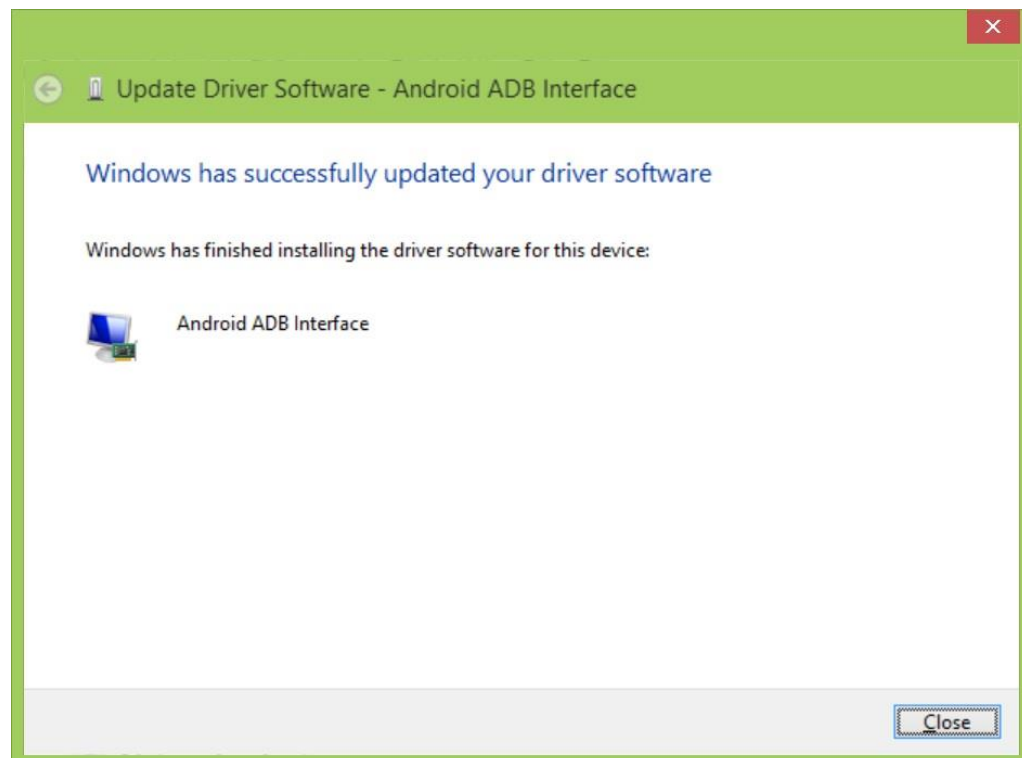 Update Driver Software - Android ADB Interface
Windows has successfully updated your driver software
Windows has finished installing the driver software for this device:
Android ADB Interface
Close